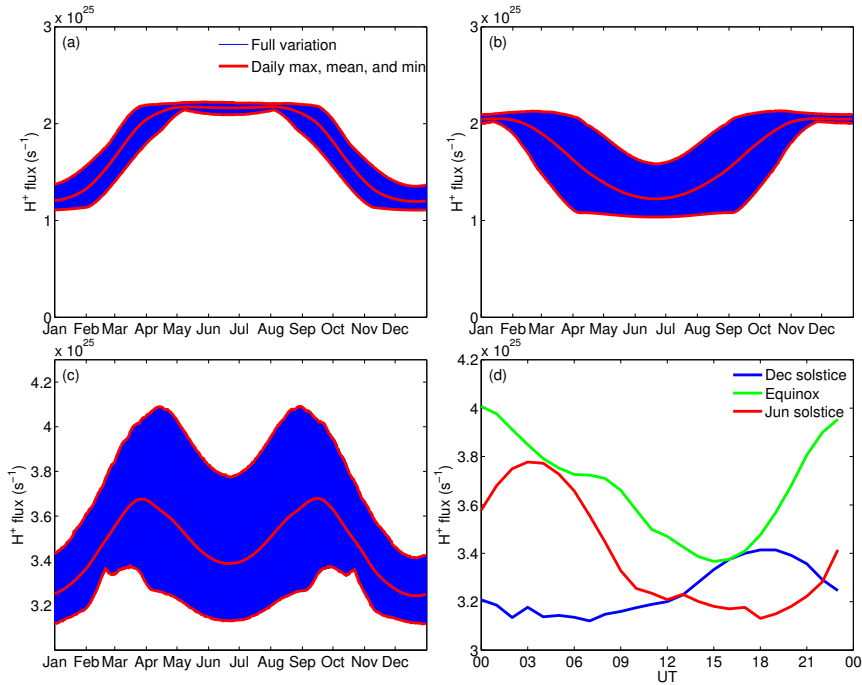 x 10^25
3
(a)
Full variation
Daily max, mean, and min
2
H⁺ flux (s⁻¹)
1
0
Jan Feb Mar Apr May Jun Jul Aug Sep Oct Nov Dec
x 10^25
3
(b)
2
H⁺ flux (s⁻¹)
1
0
Jan Feb Mar Apr May Jun Jul Aug Sep Oct Nov Dec
x 10^25
(c)
4.2
4
3.8
H⁺ flux (s⁻¹)
3.6
3.4
3.2
Jan Feb Mar Apr May Jun Jul Aug Sep Oct Nov Dec
x 10^25
4.2
(d)
Dec solstice
Equinox
Jun solstice
4
3.8
H⁺ flux (s⁻¹)
3.6
3.4
3.2
3
00 03 06 09 12 15 18 21 00
UT